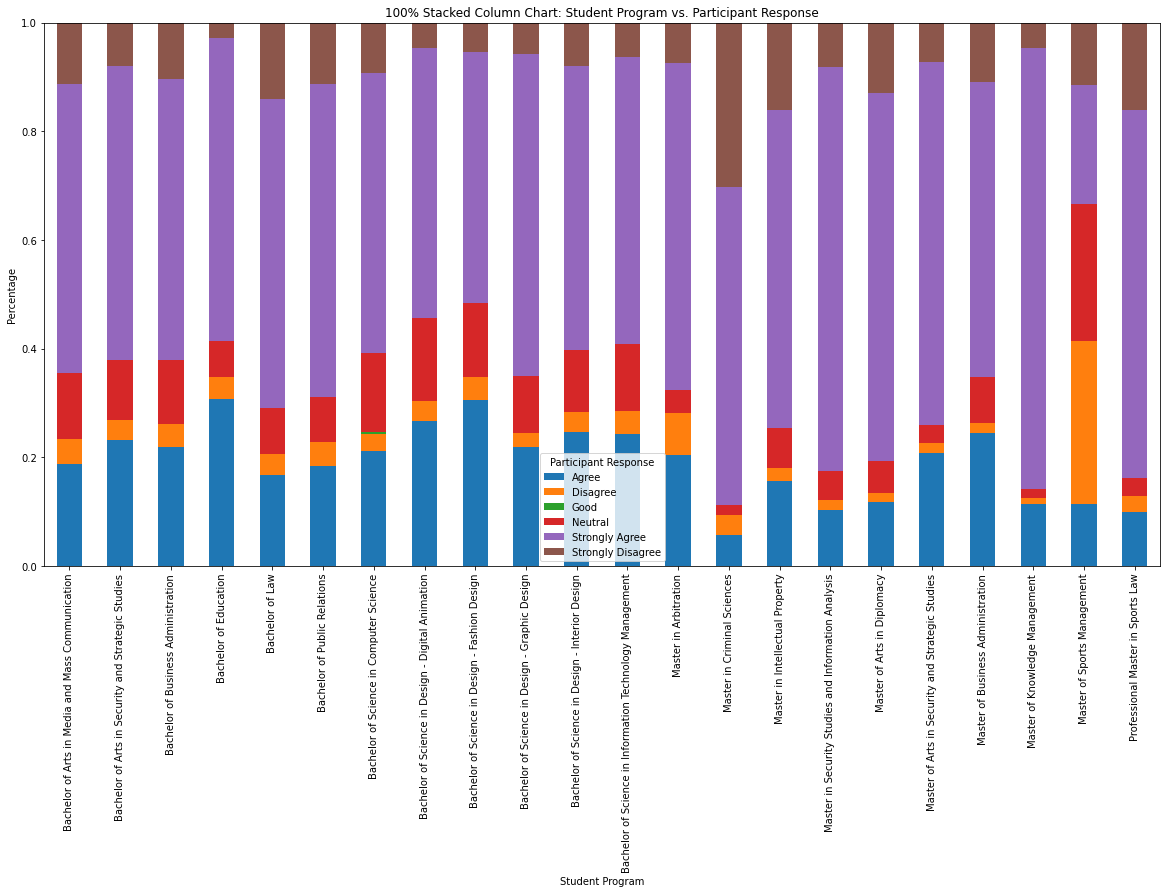 100% Stacked Column Chart: Student Program vs. Participant Response
Percentage
1.0
0.8
0.6
0.4
0.2
0.0
Participant Response
Agree
Disagree
Good
Neutral
Strongly Agree
Strongly Disagree
Bachelor of Arts in Media and Mass Communication
Bachelor of Arts in Security and Strategic Studies
Bachelor of Business Administration
Bachelor of Education
Bachelor of Law
Bachelor of Public Relations
Bachelor of Science in Computer Science
Bachelor of Science in Design - Digital Animation
Bachelor of Science in Design - Fashion Design
Bachelor of Science in Design - Graphic Design
Bachelor of Science in Design - Interior Design
Bachelor of Science in Information Technology Management
Master in Arbitration
Master in Criminal Sciences
Master in Intellectual Property
Master in Security Studies and Information Analysis
Master of Arts in Diplomacy
Master of Arts in Security and Strategic Studies
Master of Business Administration
Master of Knowledge Management
Master of Sports Management
Professional Master in Sports Law
Student Program